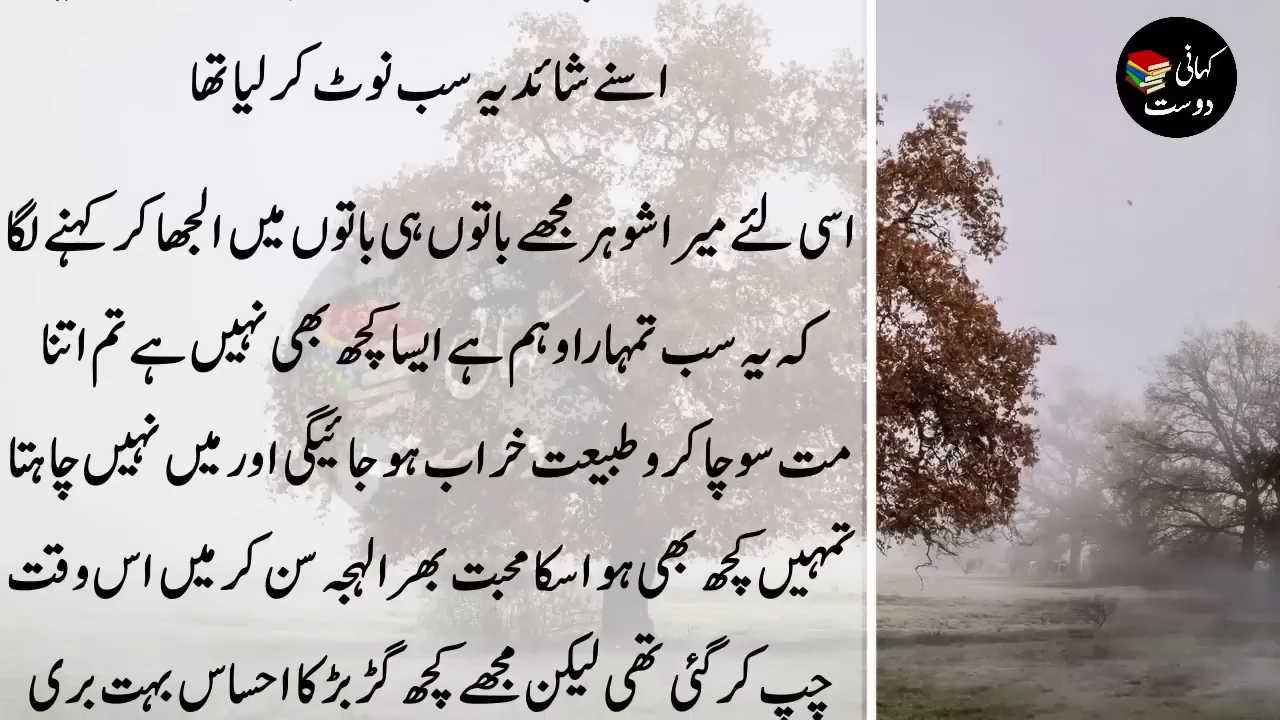 اسنے شائد یہ سب نوٹ کر لیا تھا
اسی لئے میرا شوہر مجھے باتوں ہی باتوں میں الجھا کر کہنے لگا
کہ یہ سب تمہارا وہم ہے ایسا کچھ بھی نہیں ہے تم اتنا
مت سوچا کرو طبیعت خراب ہو جائیگی اور میں نہیں چاہتا
تمہیں کچھ بھی ہو اسکا محبت بھرا لہجہ سن کر میں اس وقت
چپ کر گئی تھی لیکن مجھے کچھ گڑ بڑ کا احساس بہت بری
کہانی
دوست